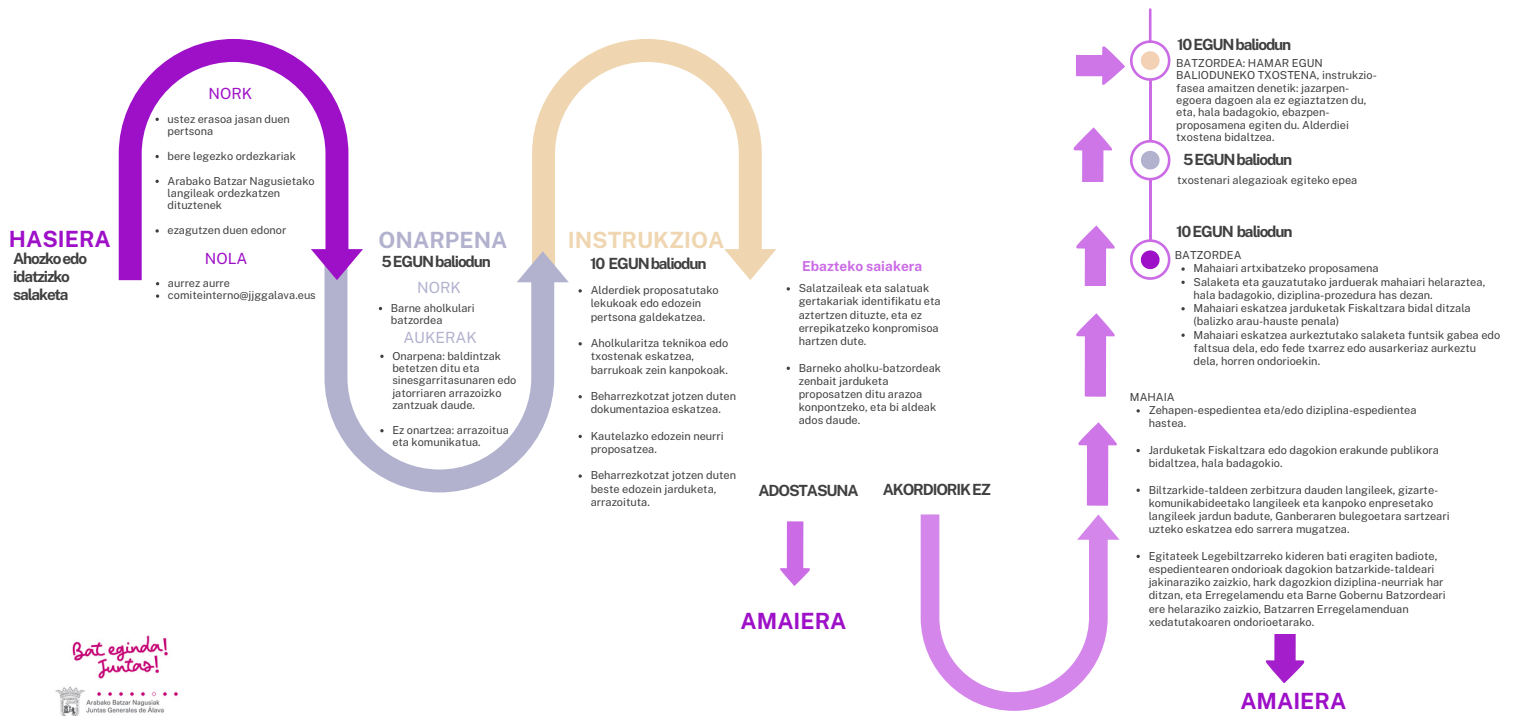 HASIERA
Ahozko edo
idatzizko
salaketa
NORK
• ustez erasoa jasan duen
pertsona
• bere legezko ordezkariak
• Arabako Batzar Nagusietako
langileak ordezkatzen
dituztenek
• ezagutzen duen edonor
NOLA
• aurrez aurre
• comiteinterno@jjggalava.eus
ONARPENA
5 EGUN baliodun
NORK
• Barne aholkulari
batzordea
AUKERAK
• Onarpena: baldintzak
betetzen ditu eta
sinesgarritasunaren edo
jatorriaren arrazoizko
zantzuak daude.
• Ez onartzea: arrazoitua
eta komunikatua.
INSTRUKZIOA
10 EGUN baliodun
• Alderdiek proposatutako
lekukoak edo edozein
pertsona galdekatzea.
• Aholkularitza teknikoa edo
txostenak eskatzea,
barrukoak zein kanpokoak.
• Beharrezkotzat jotzen duten
dokumentazioa eskatzea.
• Kautelazko edozein neurri
proposatzea.
• Beharrezkotzat jotzen duten
beste edozein jarduketa,
arrazoituta.
Ebazteko saiakera
• Salatzaileak eta salatuak
gertakariak identifikatu eta
aztertzen dituzte, eta ez
errepikatzeko konpromisoa
hartzen dute.
• Barneko aholku-batzordeak
zenbait jarduketa
proposatzen ditu arazoa
konpontzeko, eta bi aldeak
ados daude.
ADOSTASUNA
AMAIERA
AKORDIORIK EZ
10 EGUN baliodun
BATZORDEA: HAMAR EGUN
BALIODUNEKO TXOSTENA, instrukzio-
fasea amaitzen denetik: jazarpen-
egoera dagoen ala ez egiaztatzen du,
eta, hala badagokio, ebazpen-
proposamena egiten du. Alderdiei
txostena bidaltzea.
5 EGUN baliodun
txostenari alegazioak egiteko epea
10 EGUN baliodun
BATZORDEA
• Mahaiari artxibatzeko proposamena
• Salaketa eta gauzatutako jarduerak mahaiari helaraztea,
hala badagokio, diziplina-prozedura has dezan.
• Mahaiari eskatzea jarduketak Fiskaltzara bidal ditzala
(balizko arau-hauste penala)
• Mahaiari eskatzea aurkeztutako salaketa funtsik gabea edo
faltsua dela, edo fede txarrez edo ausarkeriaz aurkeztu
dela, horren ondorioekin.
MAHAIA
• Zehapen-espedientea eta/edo diziplina-espedientea
hastea.
• Jarduketak Fiskaltzara edo dagokion erakunde publikora
bidaltzea, hala badagokio.
• Biltzarkide-taldeen zerbitzura dauden langileek, gizarte-
komunikabideetako langileek eta kanpoko enpresetako
langileek jardun badute, Ganberaren bulegoetara sartzeari
uzteko eskatzea edo sarrera mugatzea.
• Egitateek Legebiltzarreko kideren bati eragiten badiote,
espedientearen ondorioak dagokion batzarkide-taldeari
jakinaraziko zaizkio, hark dagozkion diziplina-neurriak har
ditzan, eta Erregelamendu eta Barne Gobernu Batzordeari
ere helaraziko zaizkio, Batzarren Erregelamenduan
xedatutakoaren ondorioetarako.
AMAIERA
Bat eginda!
Juntas!
Arabako Batzar Nagusiak
Juntas Generales de Álava